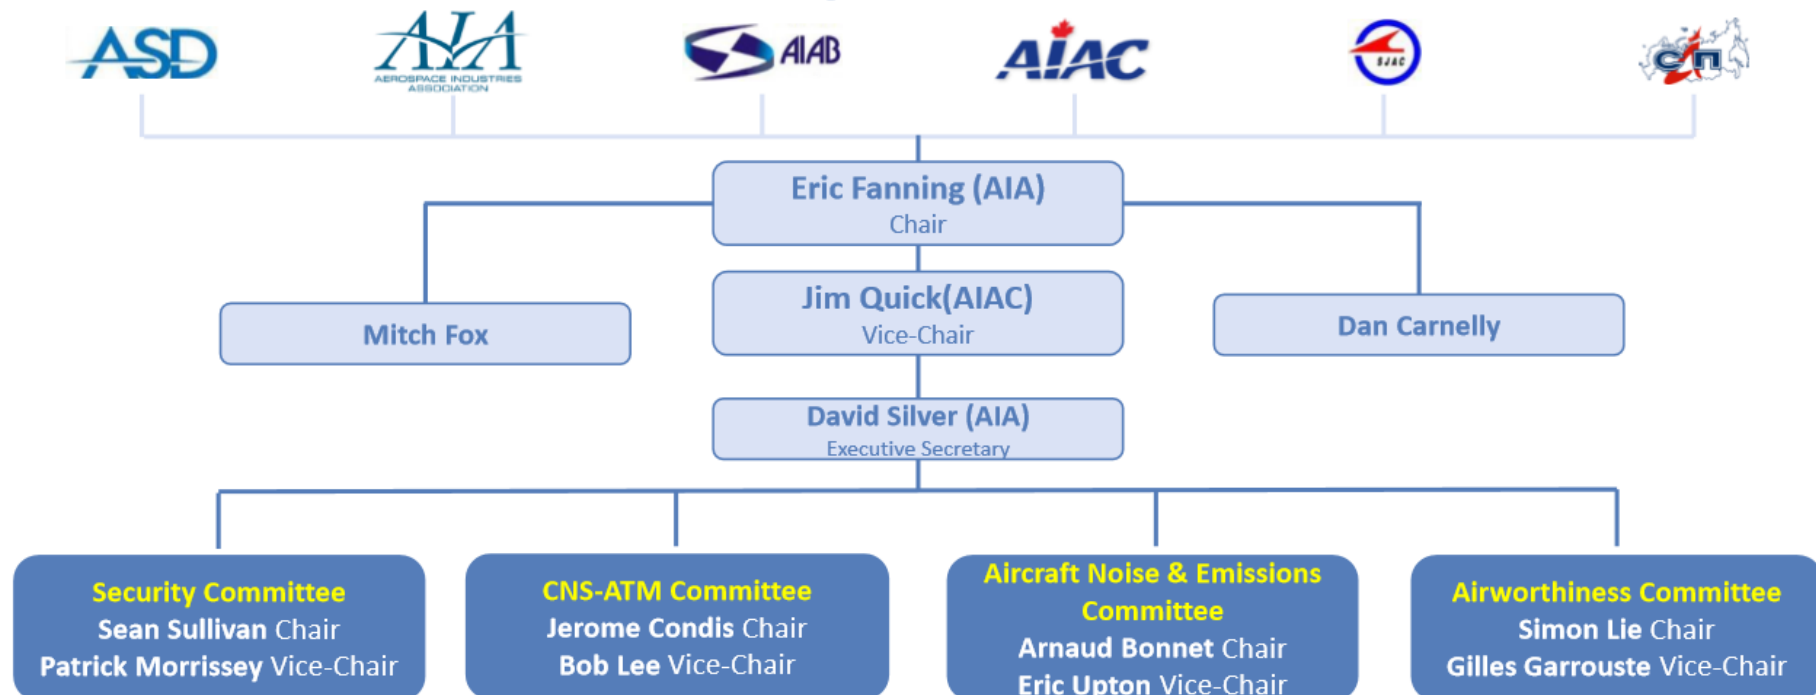 ASD
AIA
AEROSPACE INDUSTRIES
ASSOCIATION
AIAB
AIAC
SJAC
САП
Eric Fanning (AIA)
Chair
Jim Quick(AIAC)
Vice-Chair
Mitch Fox
Dan Carnelly
David Silver (AIA)
Executive Secretary
Security Committee
Sean Sullivan Chair
Patrick Morrissey Vice-Chair
CNS-ATM Committee
Jerome Condis Chair
Bob Lee Vice-Chair
Aircraft Noise & Emissions
Committee
Arnaud Bonnet Chair
Eric Upton Vice-Chair
Airworthiness Committee
Simon Lie Chair
Gilles Garrouste Vice-Chair